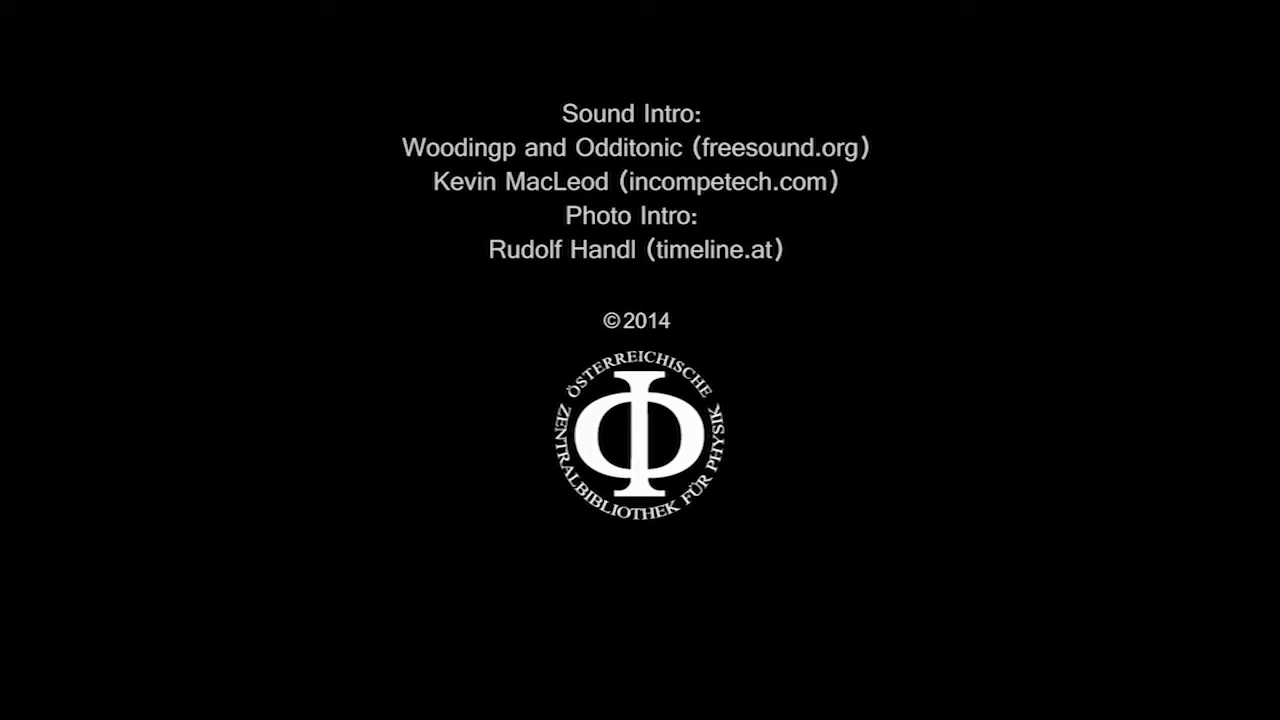 Sound Intro:
Woodingp and Odditonic (freesound.org)
Kevin MacLeod (incompetech.com)
Photo Intro:
Rudolf Handl (timeline.at)
©2014
ÖSTERREICHISCHE
ZENTRALBIBLIOTHEK FÜR PHYSIK
Φ